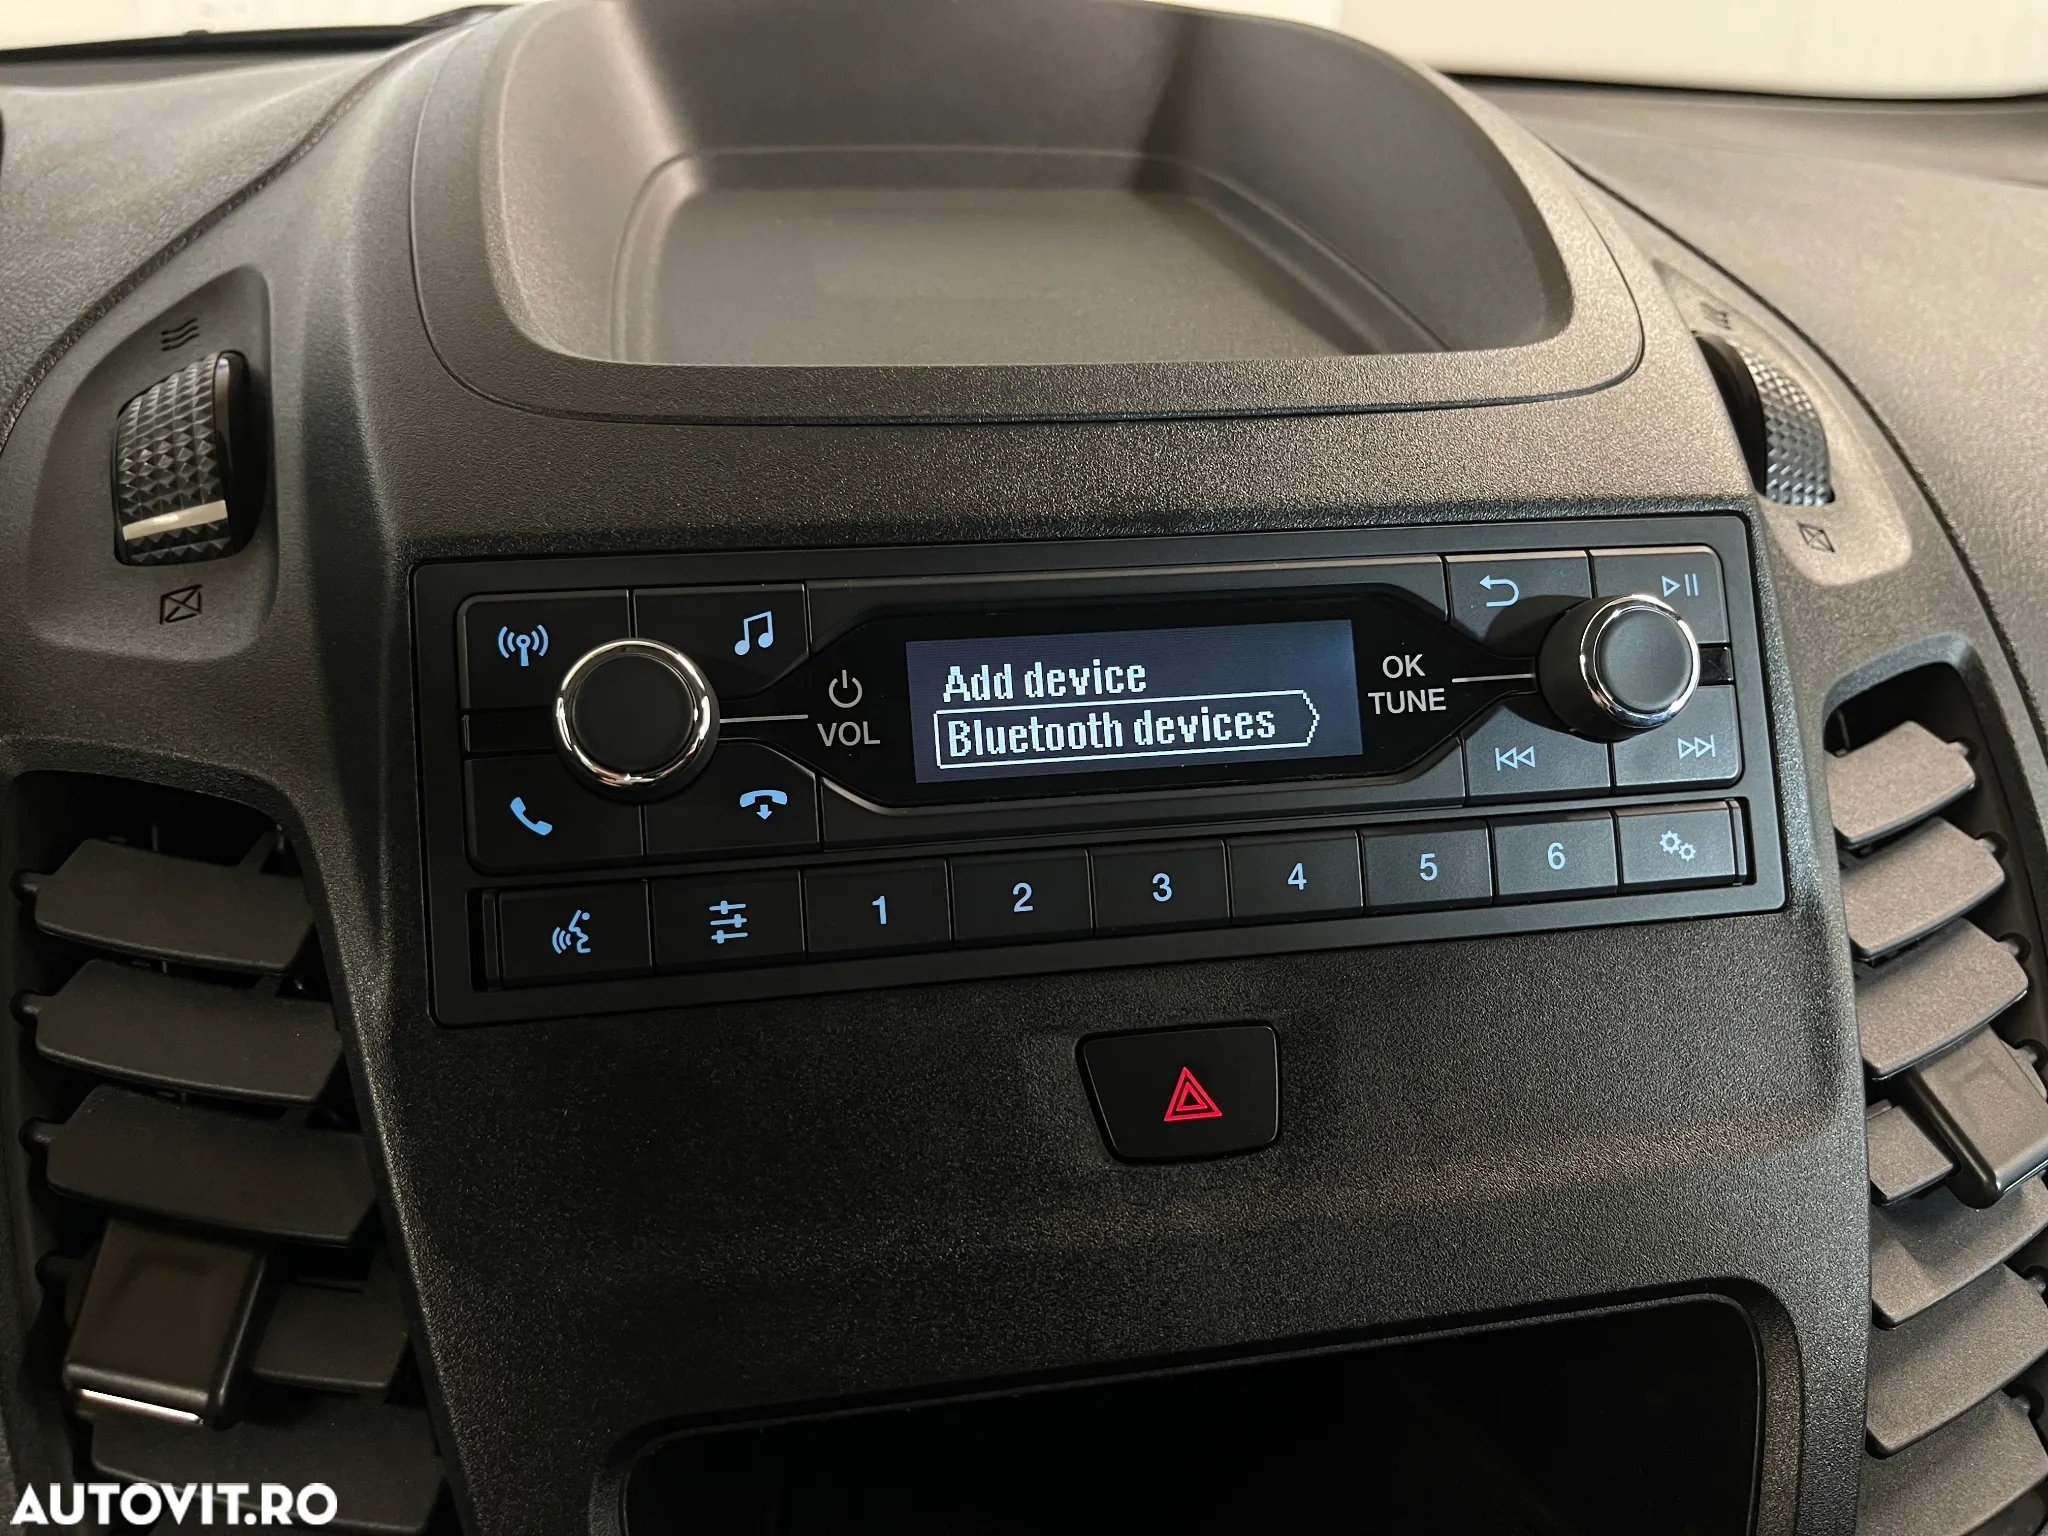 Add device
Bluetooth devices
VOL
OK
TUNE
1 2 3 4 5 6
AUTOVIT.RO